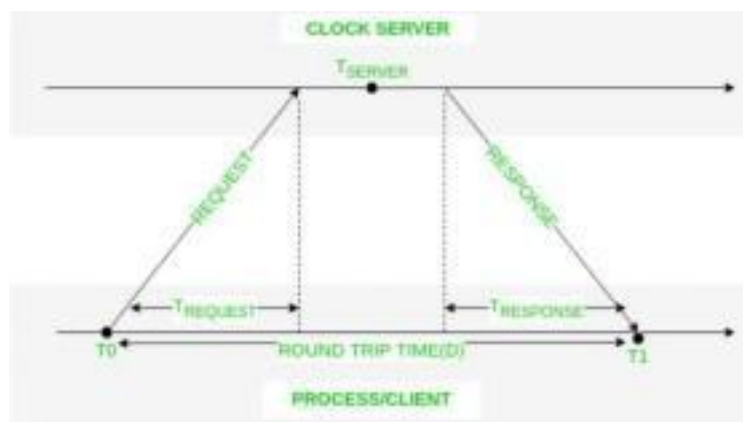 CLOCK SERVER
TSERVER
REQUEST
RESPONSE
TREQUEST
TRESPONSE
T0
ROUND TRIP TIME(D)
T1
PROCESS/CLIENT